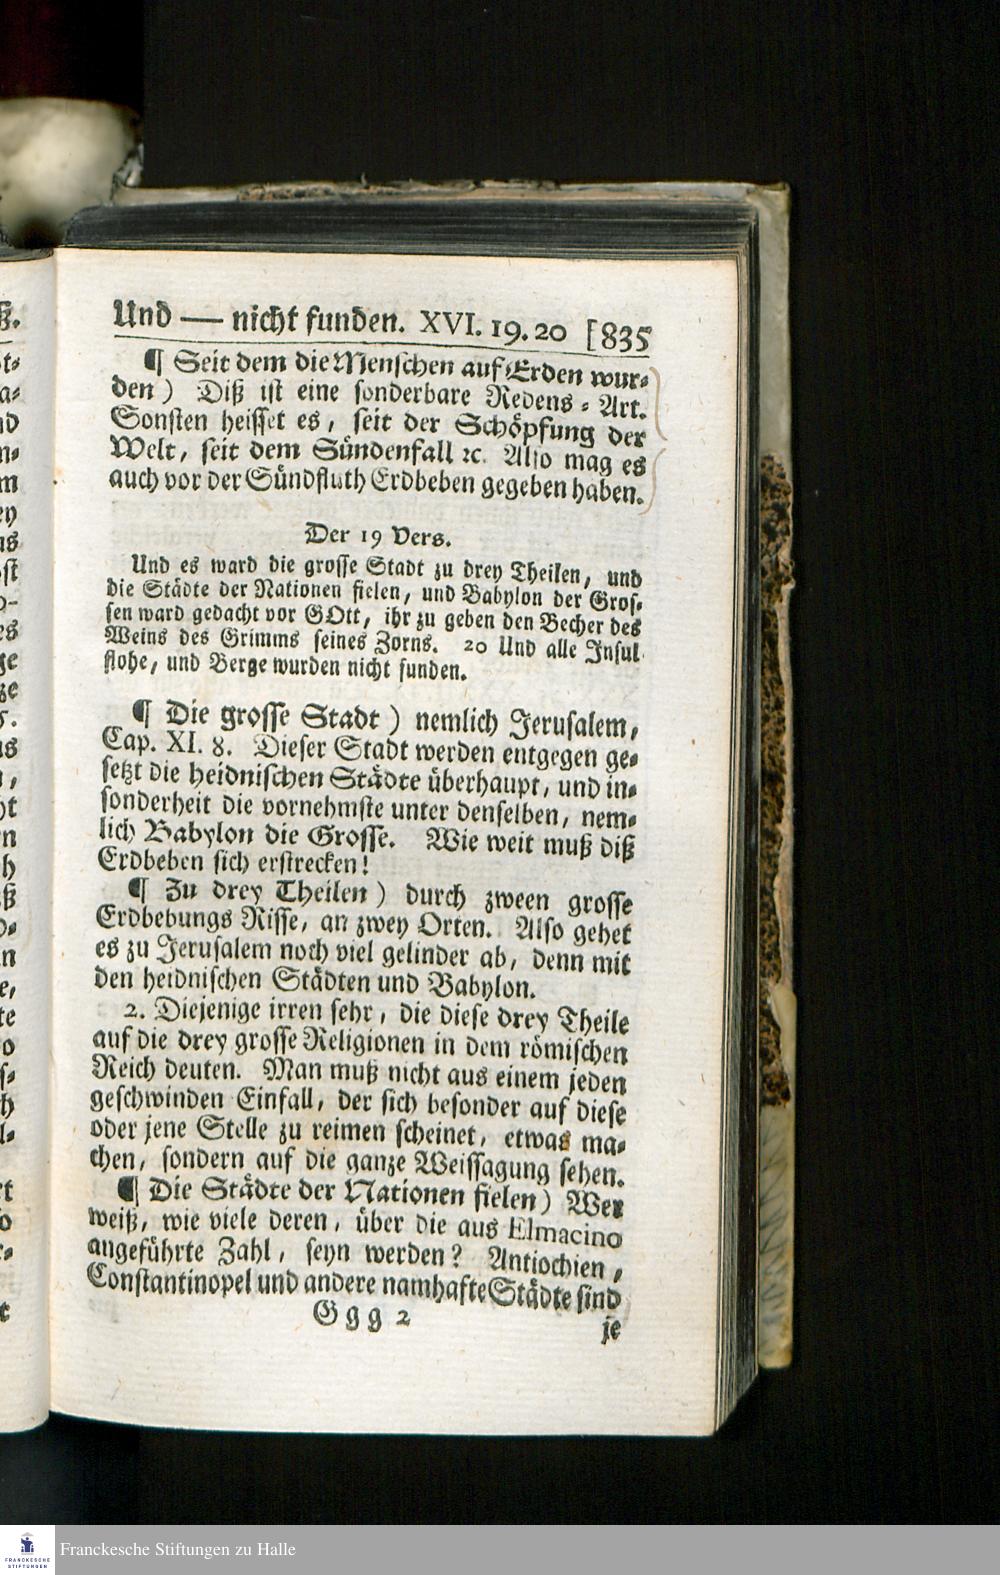 Und — nicht funden. XVI. 19. 20 [835
¶ Seit dem die Menschen auf Erden wur⸗
den) Diß ist eine sonderbare Redens⸗Art.
Sonsten heisset es, seit der Schöpfung der
Welt, seit dem Sündenfall ꝛc. Also mag es
auch vor der Sündfluth Erdbeben gegeben haben.
Der 19 Vers.
Und es ward die grosse Stadt zu drey Theilen, und
die Städte der Nationen fielen, und Babylon der Gros⸗
sen ward gedacht vor GOtt, ihr zu geben den Becher des
Weins des Grimms seines Zorns. 20 Und alle Insul
flohe, und Berge wurden nicht funden.
¶ Die grosse Stadt) nemlich Jerusalem,
Cap. XI. 8. Dieser Stadt werden entgegen ge⸗
setzt die heidnischen Städte überhaupt, und in⸗
sonderheit die vornehmste unter denselben, nem⸗
lich Babylon die Grosse. Wie weit muß diß
Erdbeben sich erstrecken!
¶ Zu drey Theilen) durch zween grosse
Erdbebungs Risse, an zwey Orten. Also gehet
es zu Jerusalem noch viel gelinder ab, denn mit
den heidnischen Städten und Babylon.
2. Diejenige irren sehr, die diese drey Theile
auf die drey grosse Religionen in dem römischen
Reich deuten. Man muß nicht aus einem jeden
geschwinden Einfall, der sich besonder auf diese
oder jene Stelle zu reimen scheinet, etwas ma⸗
chen, sondern auf die ganze Weissagung sehen.
¶ Die Städte der Nationen fielen) Wer
weiß, wie viele deren, über die aus Elmacino
angeführte Zahl, seyn werden? Antiochien,
Constantinopel und andere namhafte Städte sind
Ggg 2
je
Franckesche Stiftungen zu Halle
FRANCKESCHE
STIFTUNGEN